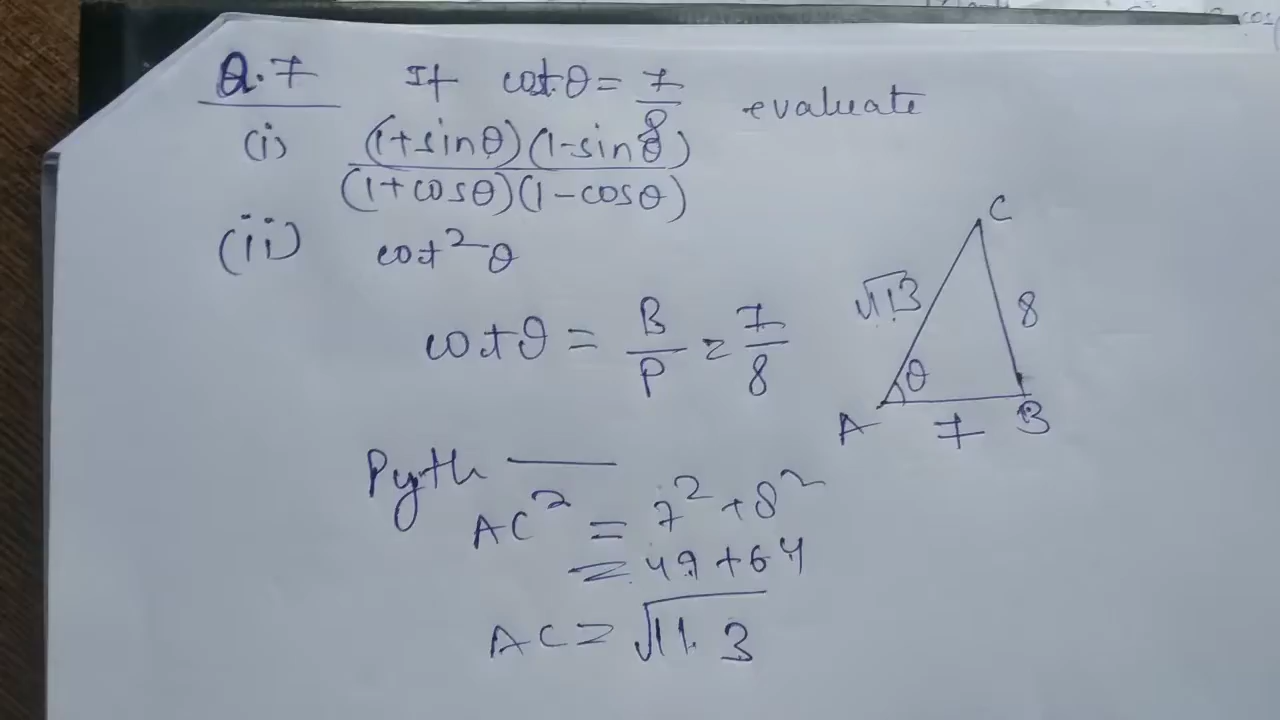 Q.7 If cot θ = 7/8 evaluate
(i) (1+sinθ)(1-sinθ)/(1+cosθ)(1-cosθ)
(ii) cot²θ
cotθ = B/P = 7/8
C
√113
8
θ
A 7 B
Pyth
AC² = 7² + 8²
= 49 + 64
AC = √113